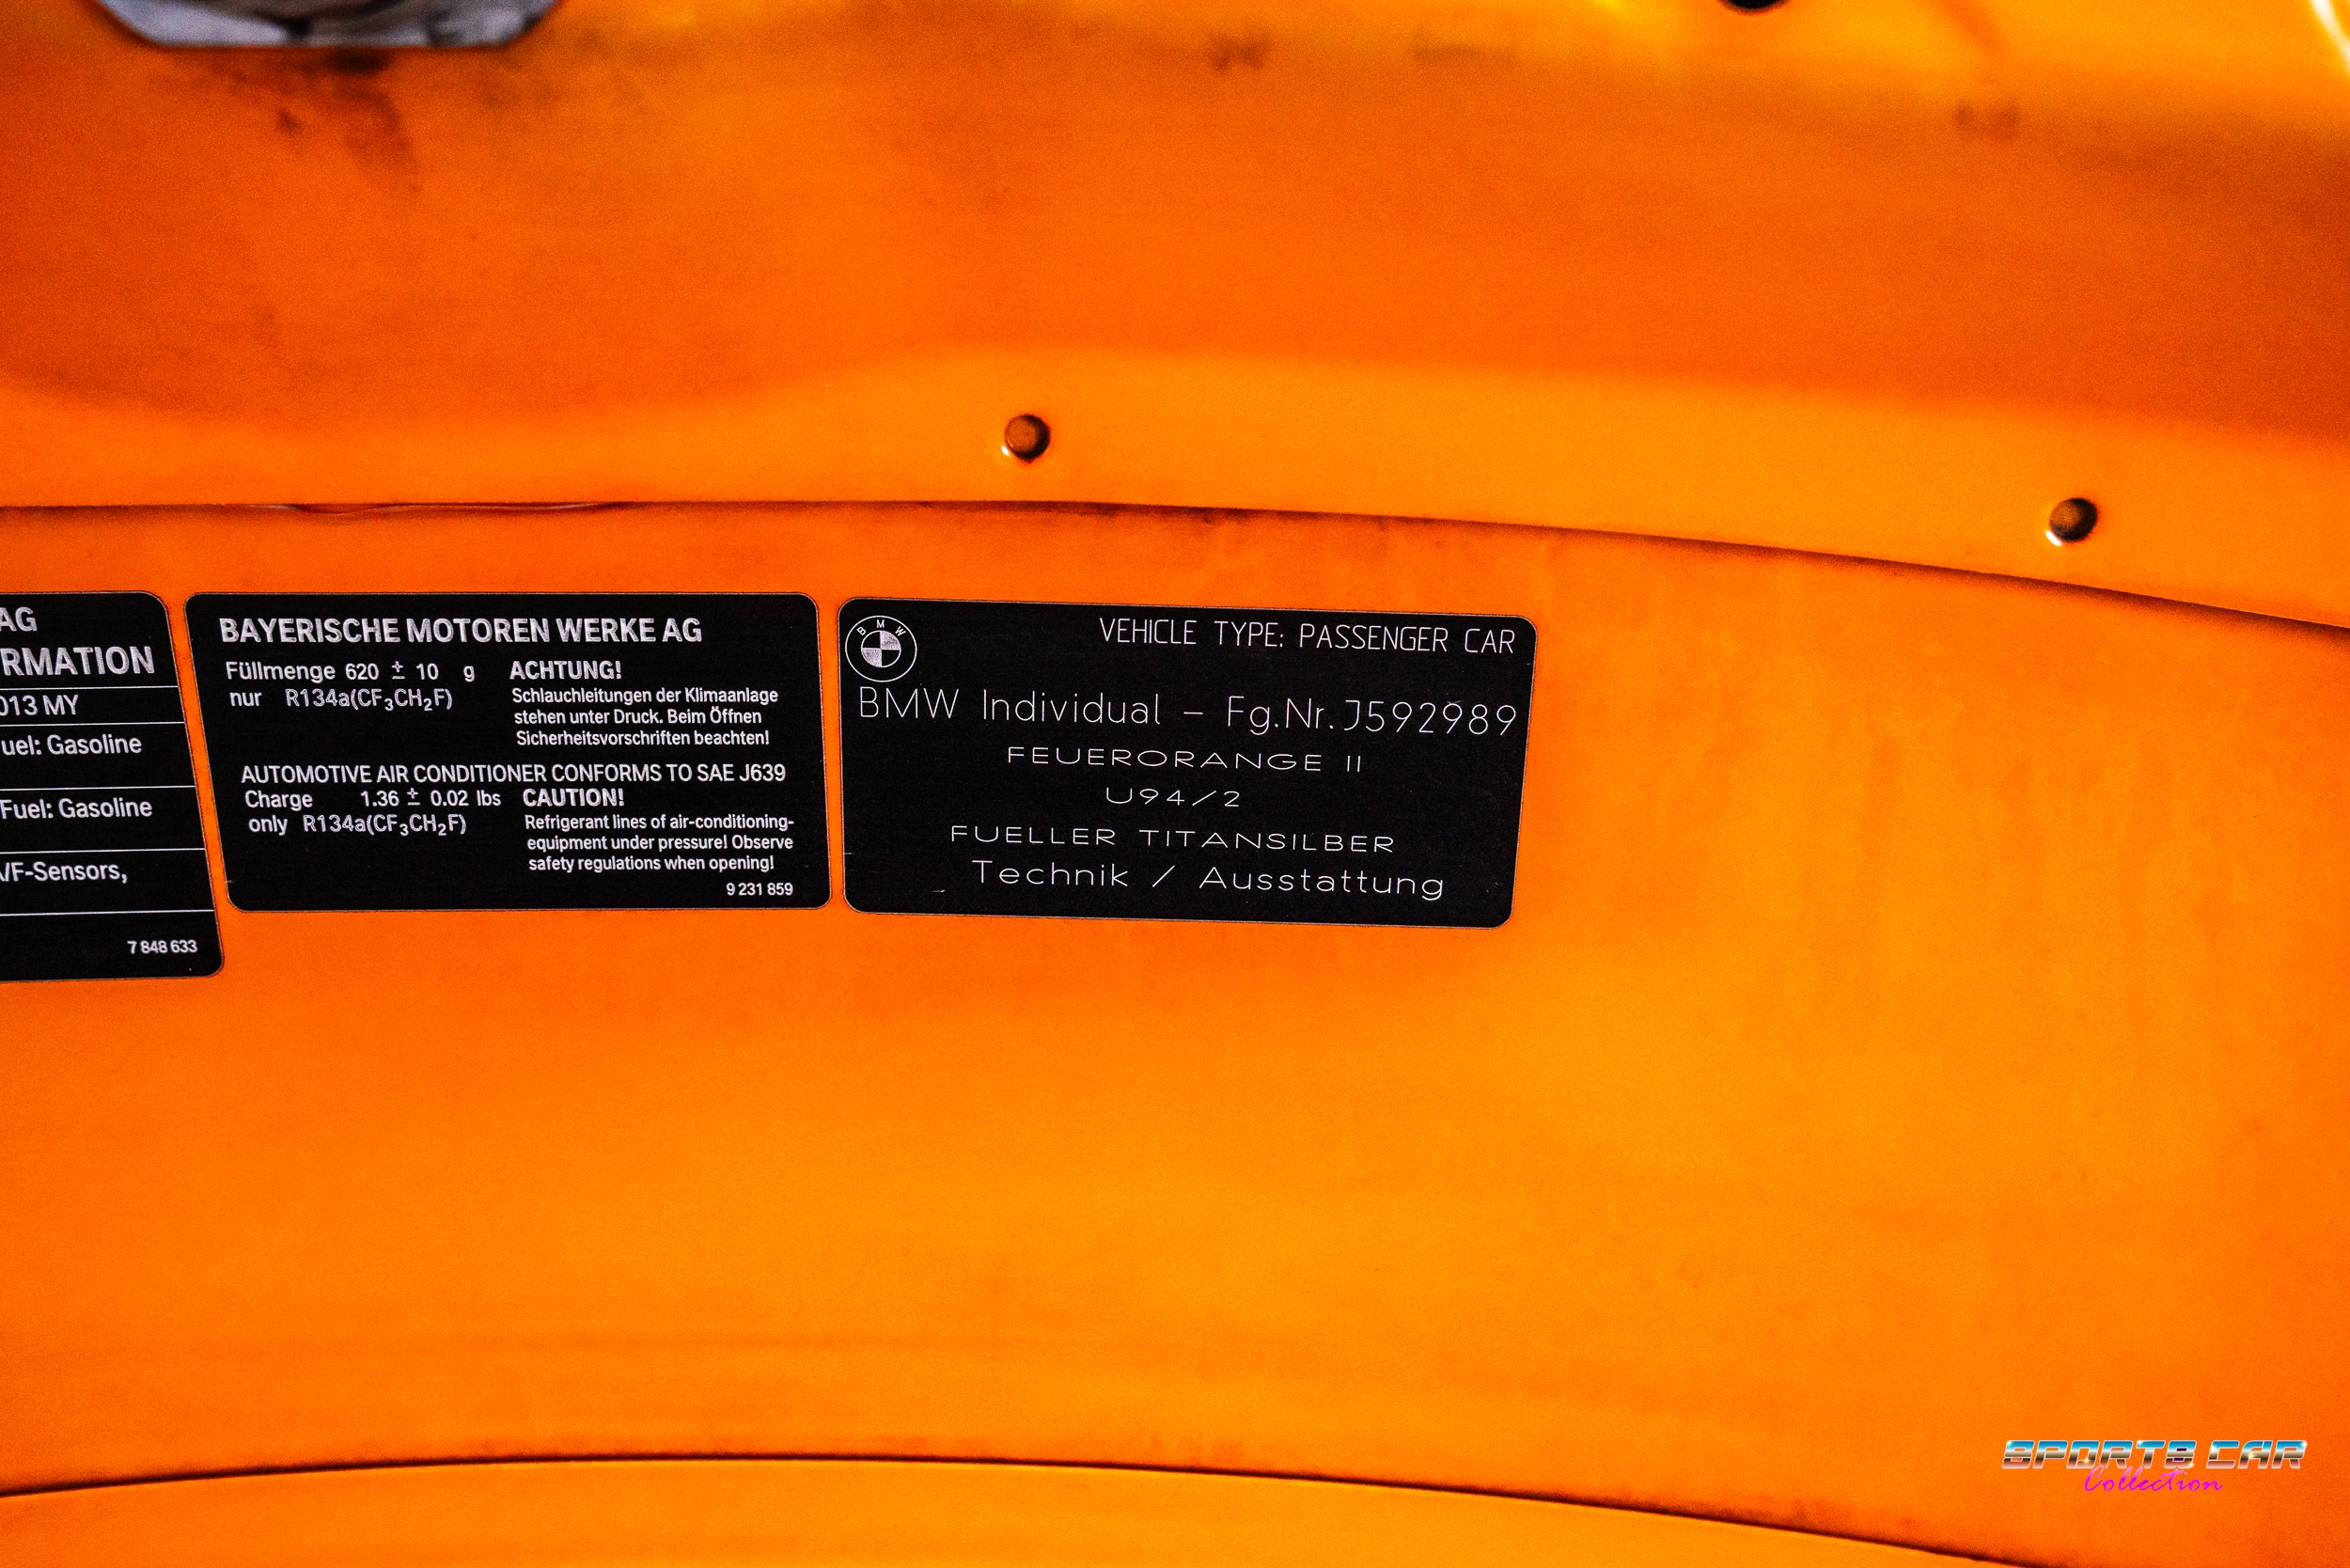 AG
RMATION
013 MY
uel: Gasoline
Fuel: Gasoline
/F-Sensors,
7 848 633
BAYERISCHE MOTOREN WERKE AG
Füllmenge 620 ± 10 g
nur R134a(CF₃CH₂F)
ACHTUNG!
Schlauchleitungen der Klimaanlage
stehen unter Druck. Beim Öffnen
Sicherheitsvorschriften beachten!
AUTOMOTIVE AIR CONDITIONER CONFORMS TO SAE J639
Charge 1.36 ± 0.02 lbs
only R134a(CF₃CH₂F)
CAUTION!
Refrigerant lines of air-conditioning-
equipment under pressure! Observe
safety regulations when opening!
9 231 859
BMW
VEHICLE TYPE: PASSENGER CAR
BMW Individual - Fg.Nr.J592989
FEUERORANGE II
U94/2
FUELLER TITANSILBER
Technik / Ausstattung
SPORTS CAR
Collection